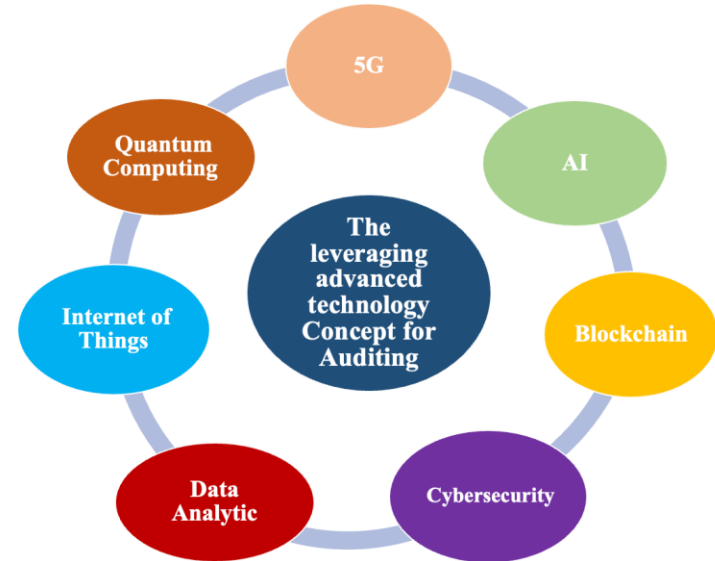 5G
AI
Blockchain
Cybersecurity
Data
Analytic
Internet of
Things
Quantum
Computing
The
leveraging
advanced
technology
Concept for
Auditing